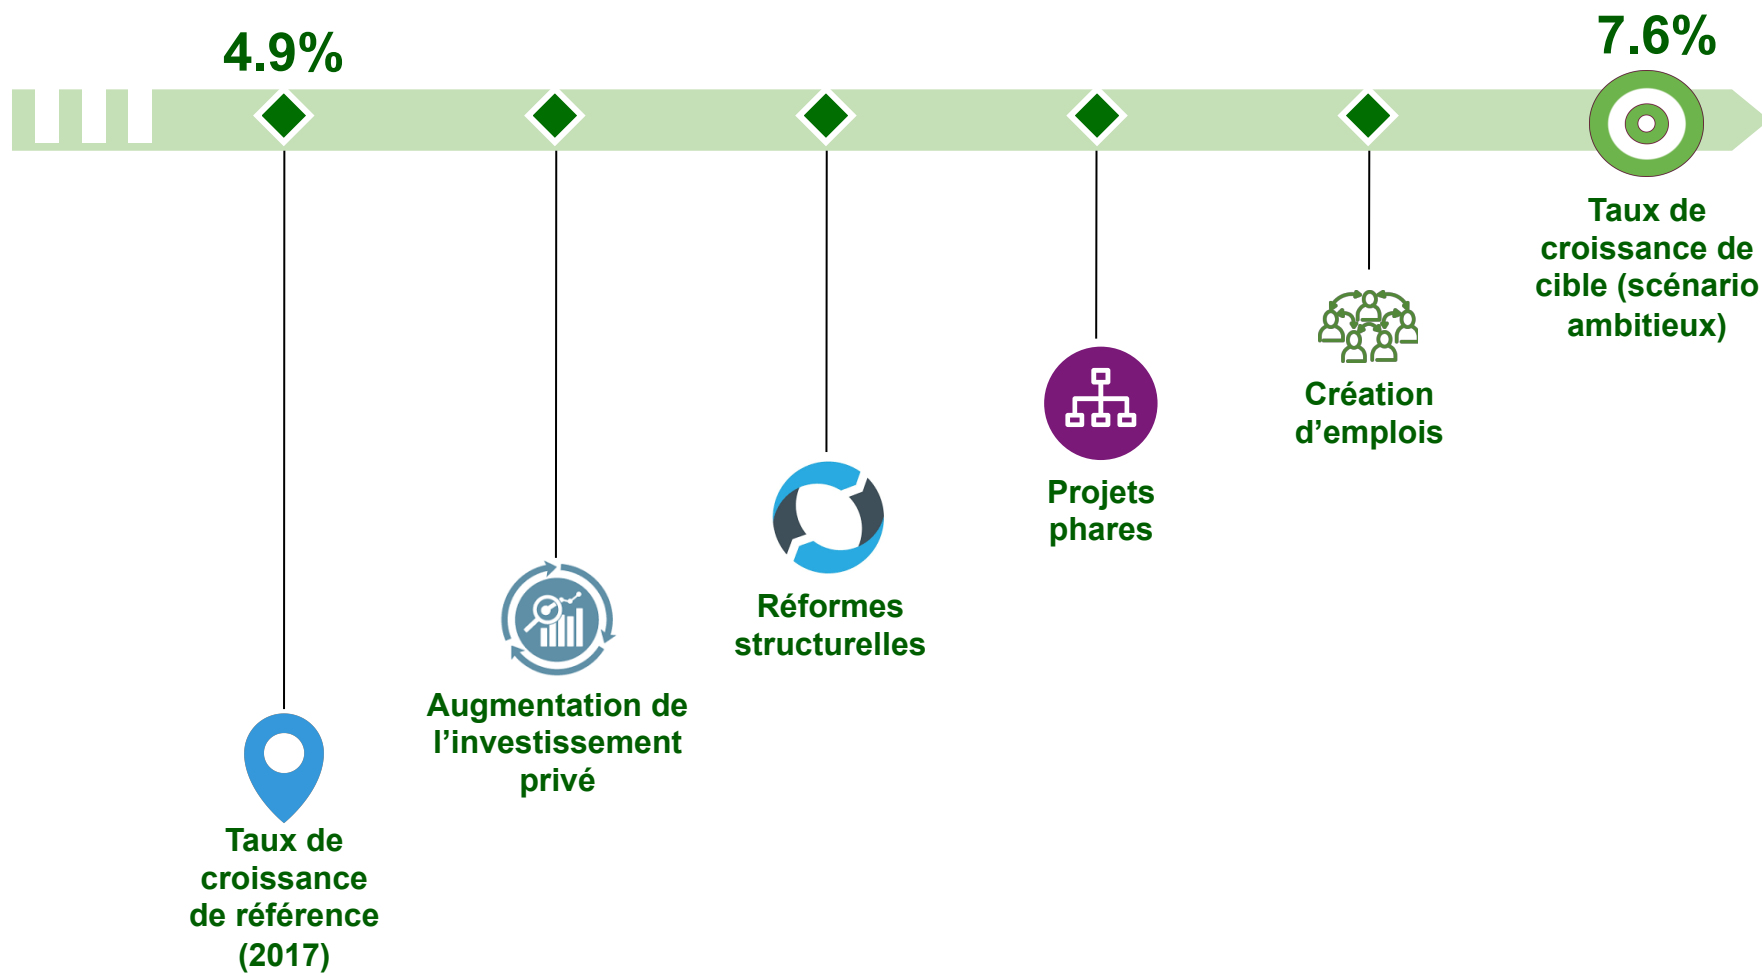 4.9%
7.6%
Taux de
croissance de
cible (scénario
ambitieux)
Création
d’emplois
Projets
phares
Réformes
structurelles
Augmentation de
l’investissement
privé
Taux de
croissance
de référence
(2017)